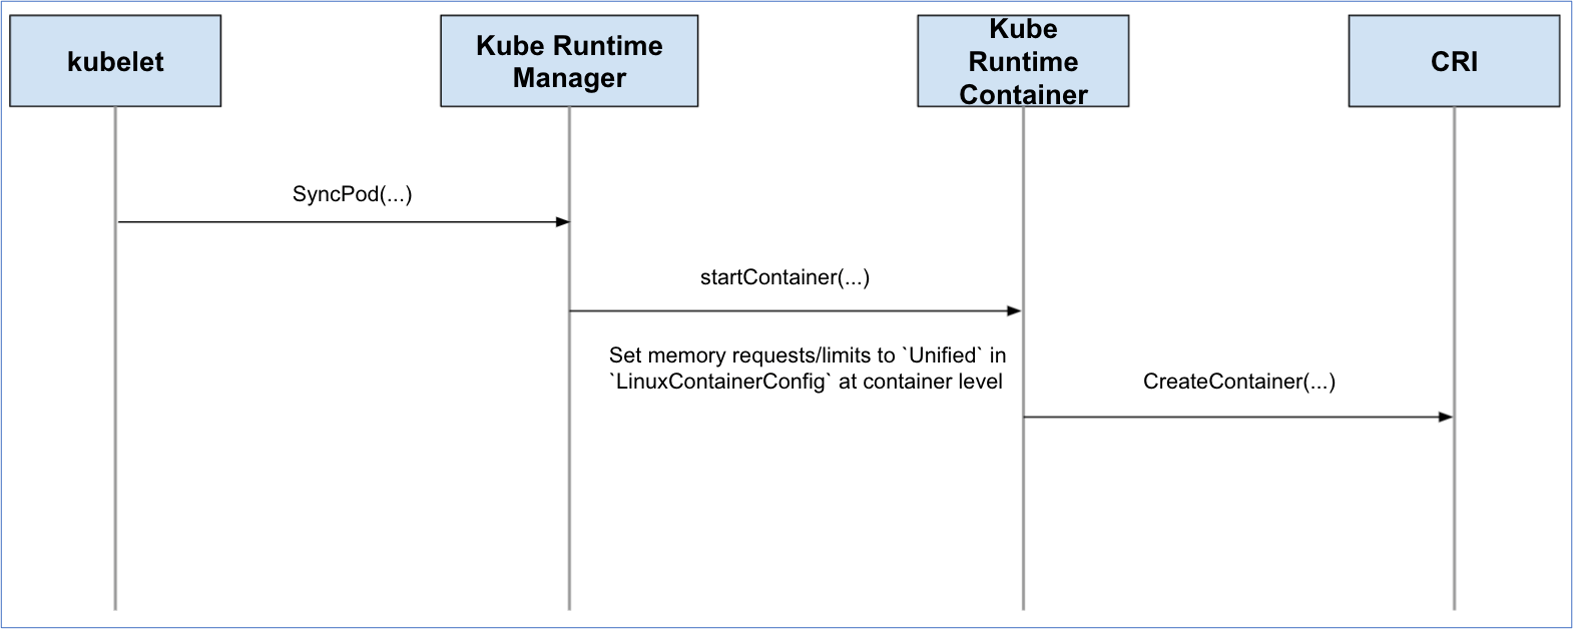 kubelet
Kube Runtime
Manager
Kube
Runtime
Container
CRI
SyncPod(...)
startContainer(...)
Set memory requests/limits to `Unified` in
`LinuxContainerConfig` at container level
CreateContainer(...)